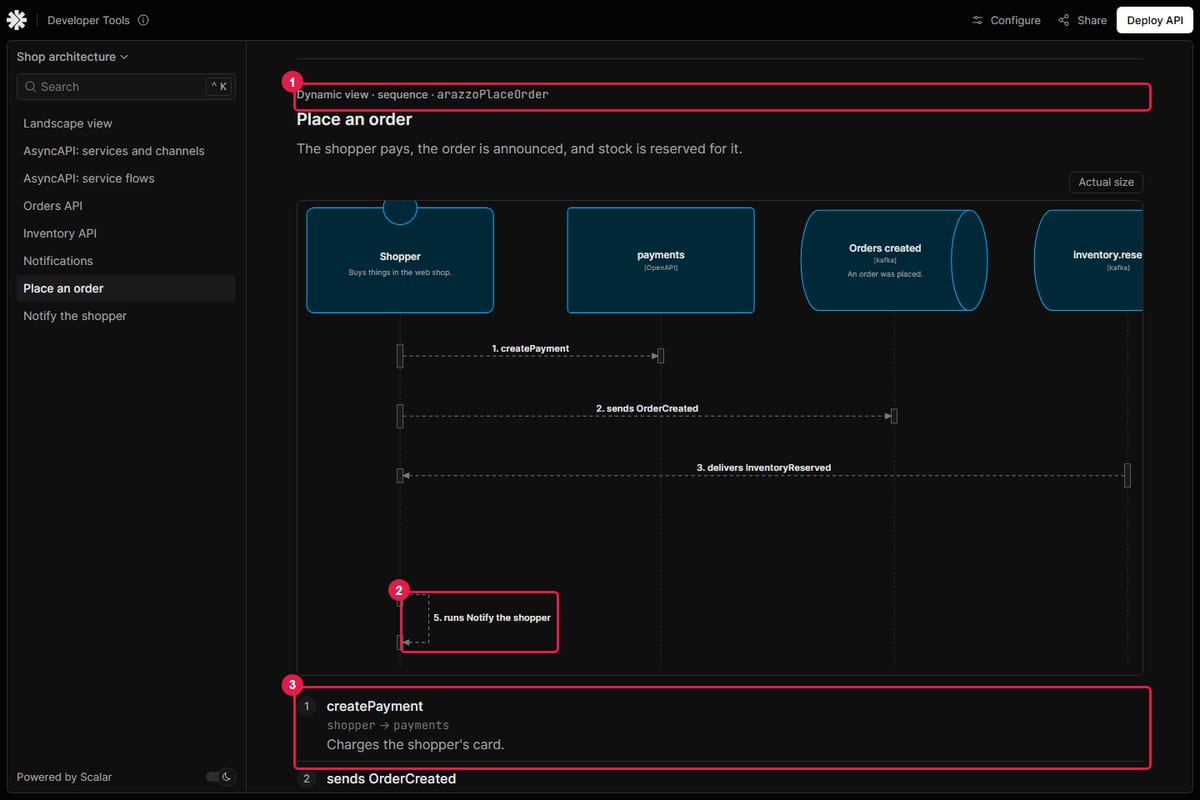 Developer Tools
Configure
Share
Deploy API
Shop architecture
Search
^ K
Landscape view
AsyncAPI: services and channels
AsyncAPI: service flows
Orders API
Inventory API
Notifications
Place an order
Notify the shopper
Powered by Scalar
1
Dynamic view · sequence · arazzoPlaceOrder
Place an order
The shopper pays, the order is announced, and stock is reserved for it.
Actual size
Shopper
Buys things in the web shop.
payments
[OpenAPI]
Orders created
[kafka]
An order was placed.
inventory.rese
[kafka]
1. createPayment
2. sends OrderCreated
3. delivers InventoryReserved
2
5. runs Notify the shopper
3
1 createPayment
shopper → payments
Charges the shopper's card.
2 sends OrderCreated